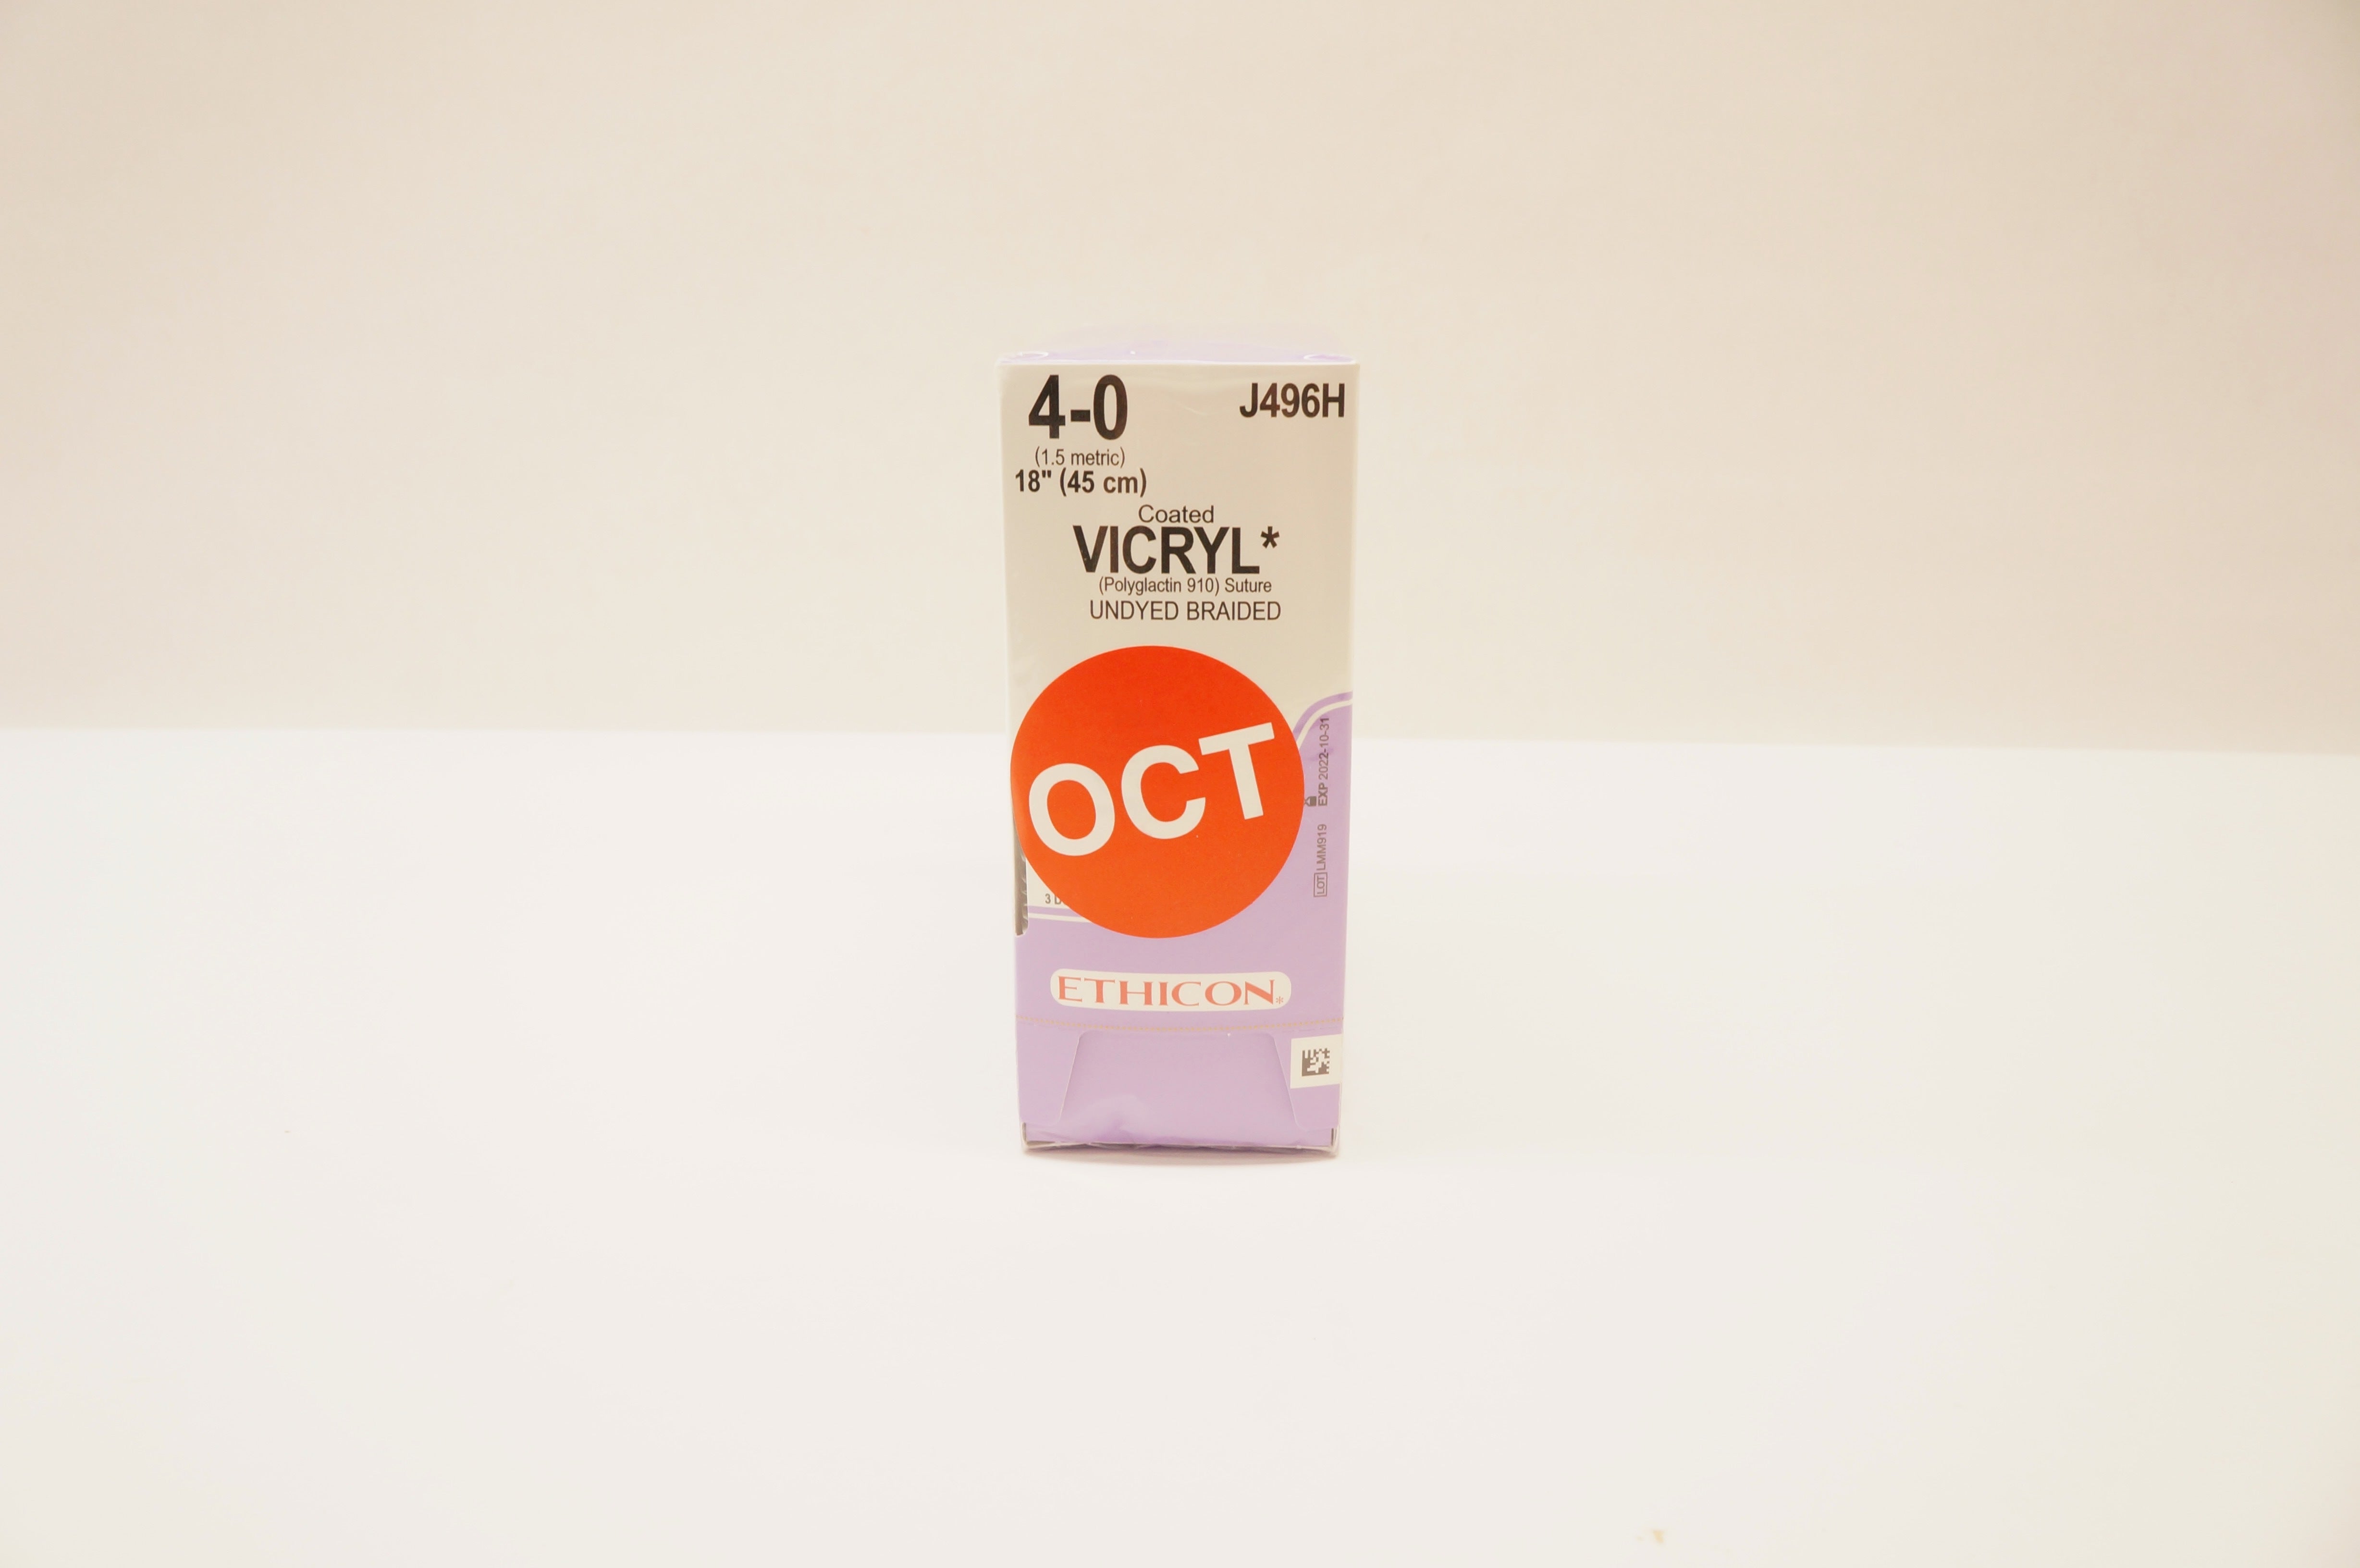 4-0
J496H
(1.5 metric)
18" (45 cm)
Coated
VICRYL*
(Polyglactin 910) Suture
UNDYED BRAIDED
OCT
EXP 2022-10-31
LOT LMM919
3
ETHICON*